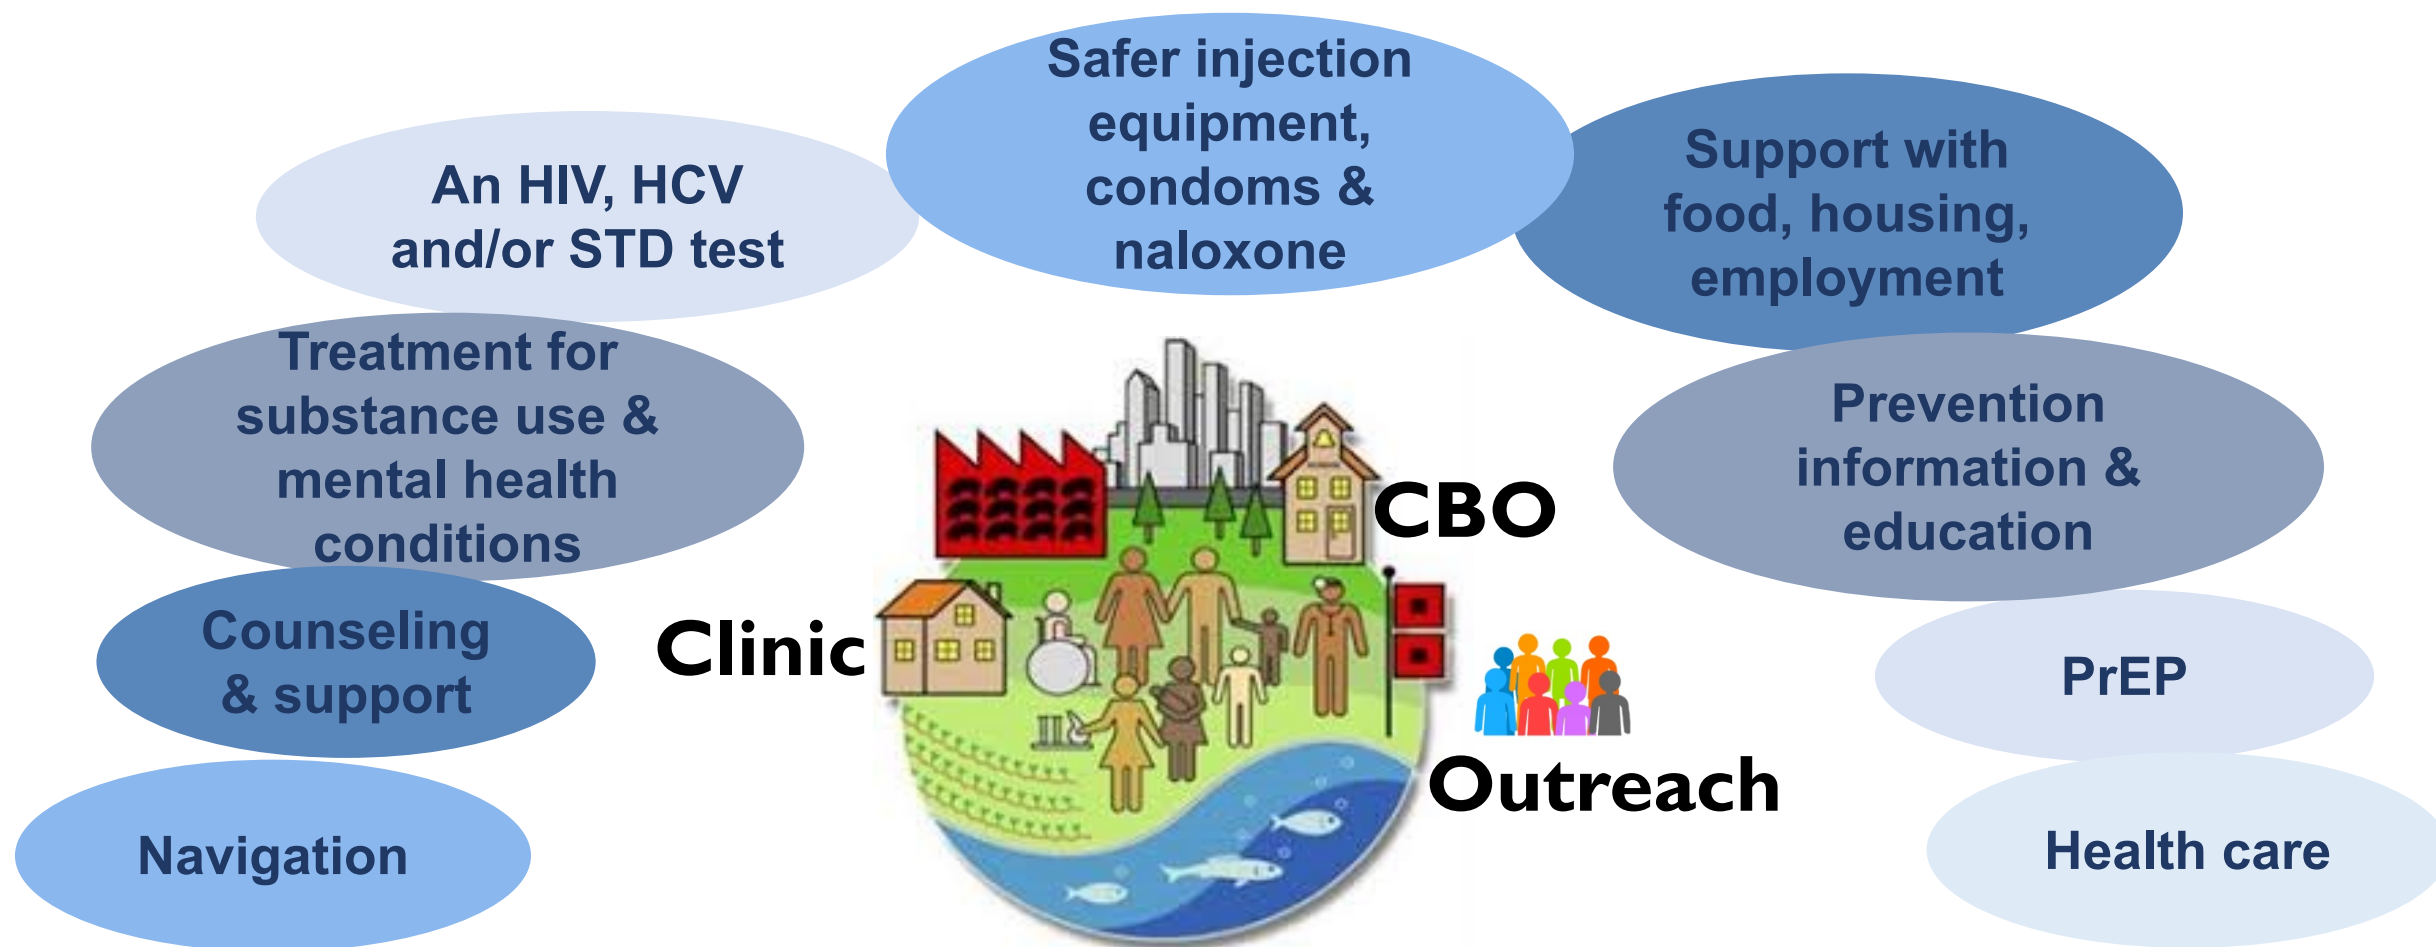 Safer injection
equipment,
condoms &
naloxone
An HIV, HCV
and/or STD test
Support with
food, housing,
employment
Treatment for
substance use &
mental health
conditions
Prevention
information &
education
CBO
Counseling
& support
Clinic
PrEP
Outreach
Navigation
Health care